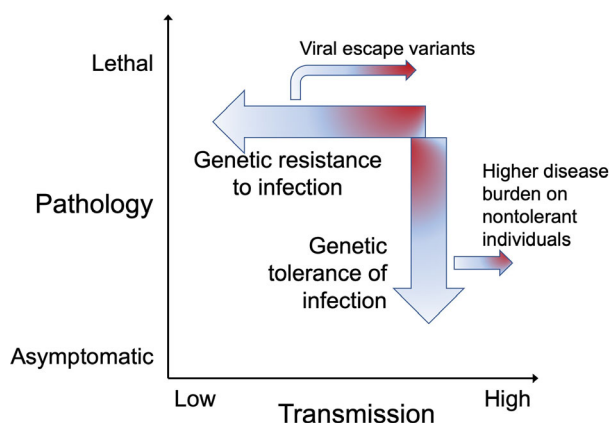 Viral escape variants
Lethal
Genetic resistance
to infection
Higher disease
burden on
nontolerant
individuals
Pathology
Genetic
tolerance of
infection
Asymptomatic
Low
High
Transmission